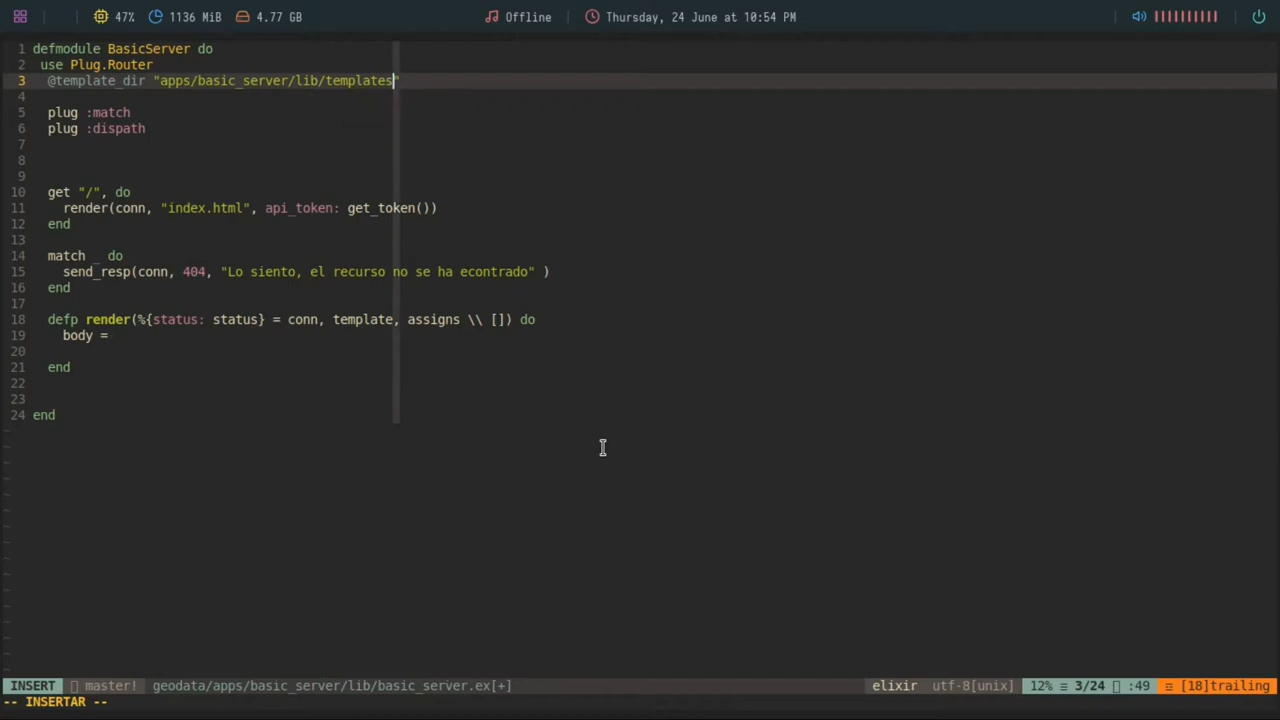 47% 1136 MiB 4.77 GB Offline Thursday, 24 June at 10:54 PM
1 defmodule BasicServer do
2 use Plug.Router
3 @template_dir "apps/basic_server/lib/templates"
4
5 plug :match
6 plug :dispath
7
8
9
10 get "/", do
11 render(conn, "index.html", api_token: get_token())
12 end
13
14 match _ do
15 send_resp(conn, 404, "Lo siento, el recurso no se ha econtrado" )
16 end
17
18 defp render(%{status: status} = conn, template, assigns \\ []) do
19 body =
20
21 end
22
23
24 end
INSERT master! geodata/apps/basic_server/lib/basic_server.ex[+] elixir utf-8[unix] 12% ≡ 3/24 :49 ≡ [18]trailing
-- INSERTAR --